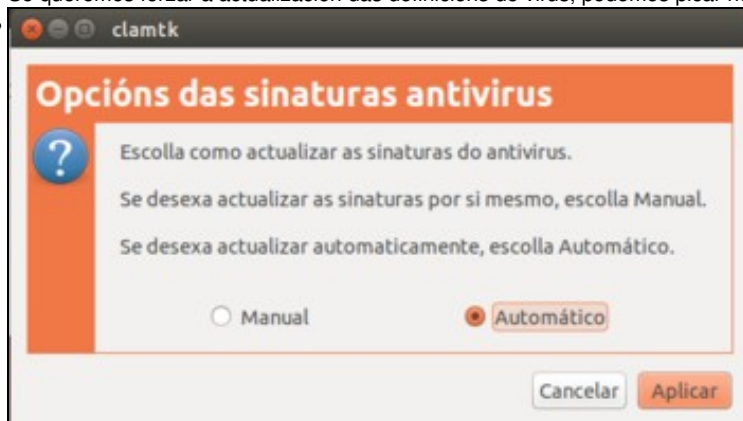 clamtk
Opcións das sinaturas antivirus
Escolla como actualizar as sinaturas do antivirus.
Se desexa actualizar as sinaturas por si mesmo, escolla Manual.
Se desexa actualizar automaticamente, escolla Automático.
Manual Automático
Cancelar Aplicar